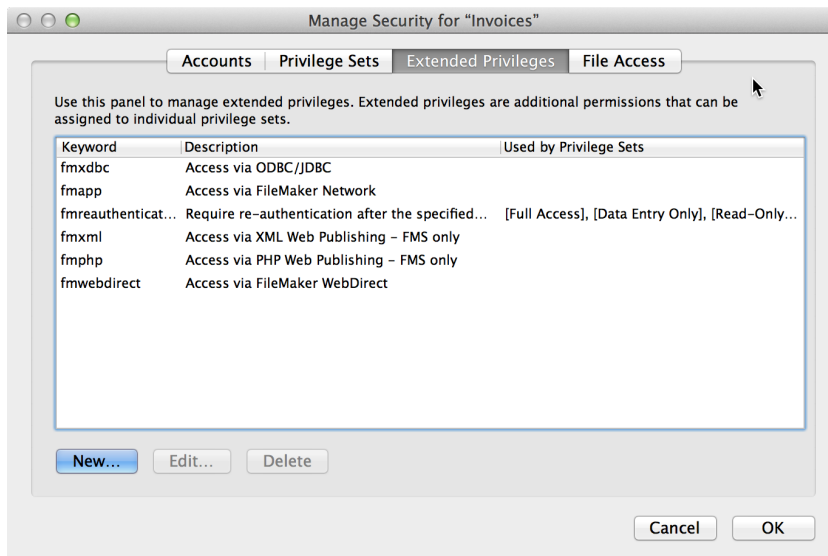 Manage Security for “Invoices”
Accounts Privilege Sets Extended Privileges File Access
Use this panel to manage extended privileges. Extended privileges are additional permissions that can be
assigned to individual privilege sets.
Keyword Description Used by Privilege Sets
fmxdbc Access via ODBC/JDBC
fmapp Access via FileMaker Network
fmreauthenticat... Require re-authentication after the specified... [Full Access], [Data Entry Only], [Read-Only...
fmxml Access via XML Web Publishing – FMS only
fmphp Access via PHP Web Publishing – FMS only
fmwebdirect Access via FileMaker WebDirect
New... Edit... Delete
Cancel OK